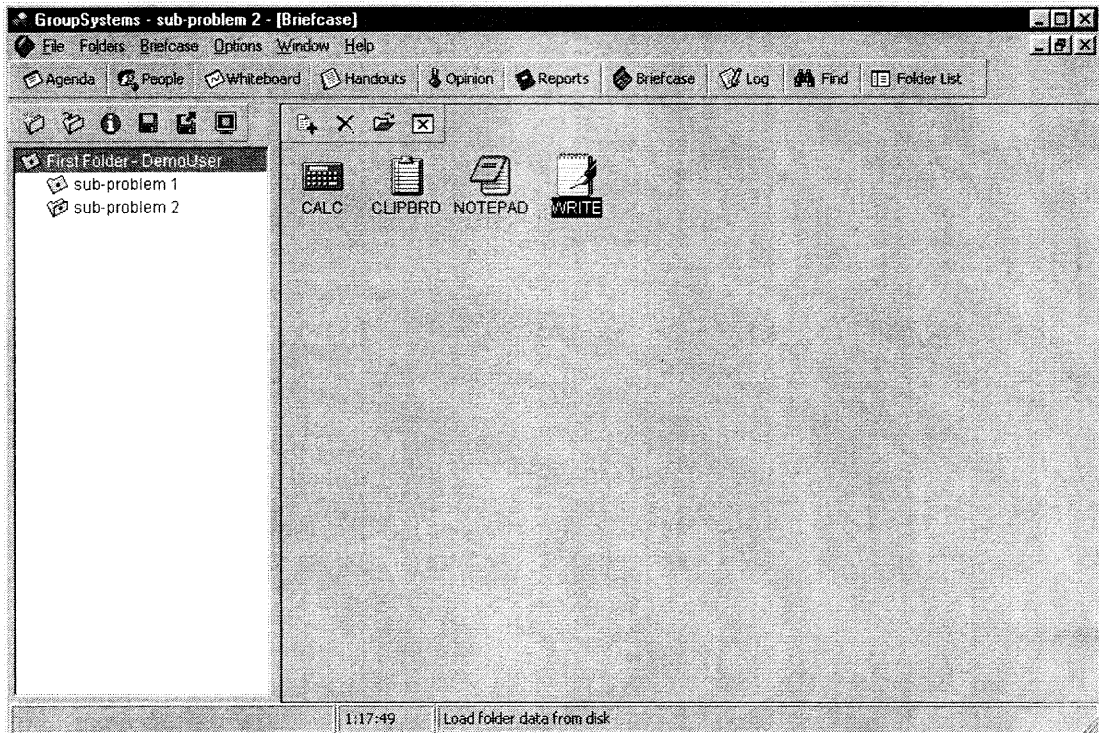 GroupSystems - sub-problem 2 - [Briefcase]
File Folders Briefcase Options Window Help
Agenda People Whiteboard Handouts Opinion Reports Briefcase Log Find Folder List
First Folder - DemoUser
sub-problem 1
sub-problem 2
CALC CLIPBRD NOTEPAD WRITE
1:17:49 Load folder data from disk